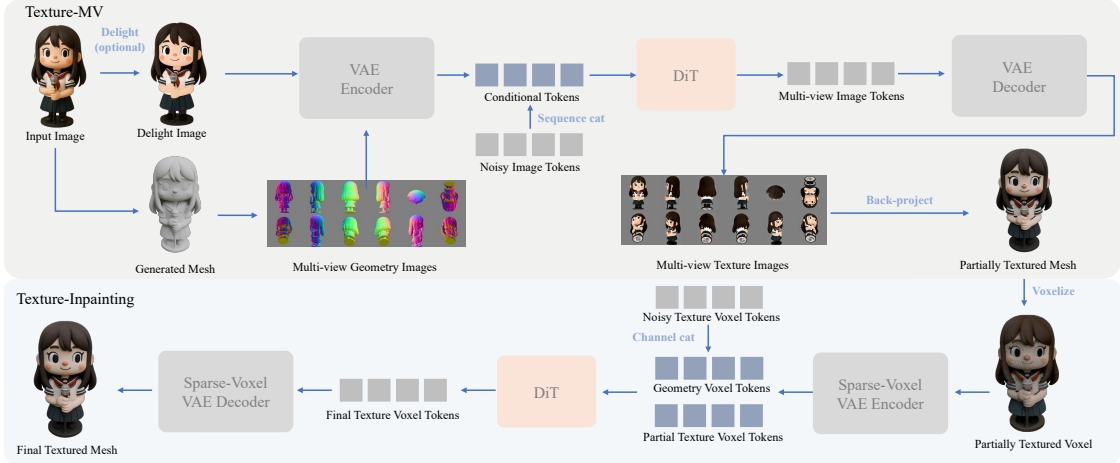 Texture-MV
Delight
(optional)
Input Image
Delight Image
VAE
Encoder
Conditional Tokens
Sequence cat
Noisy Image Tokens
DiT
Multi-view Image Tokens
VAE
Decoder
Generated Mesh
Multi-view Geometry Images
Multi-view Texture Images
Back-project
Partially Textured Mesh
Texture-Inpainting
Voxelize
Noisy Texture Voxel Tokens
Channel cat
Geometry Voxel Tokens
Partial Texture Voxel Tokens
Sparse-Voxel
VAE Encoder
Partially Textured Voxel
DiT
Final Texture Voxel Tokens
Sparse-Voxel
VAE Decoder
Final Textured Mesh